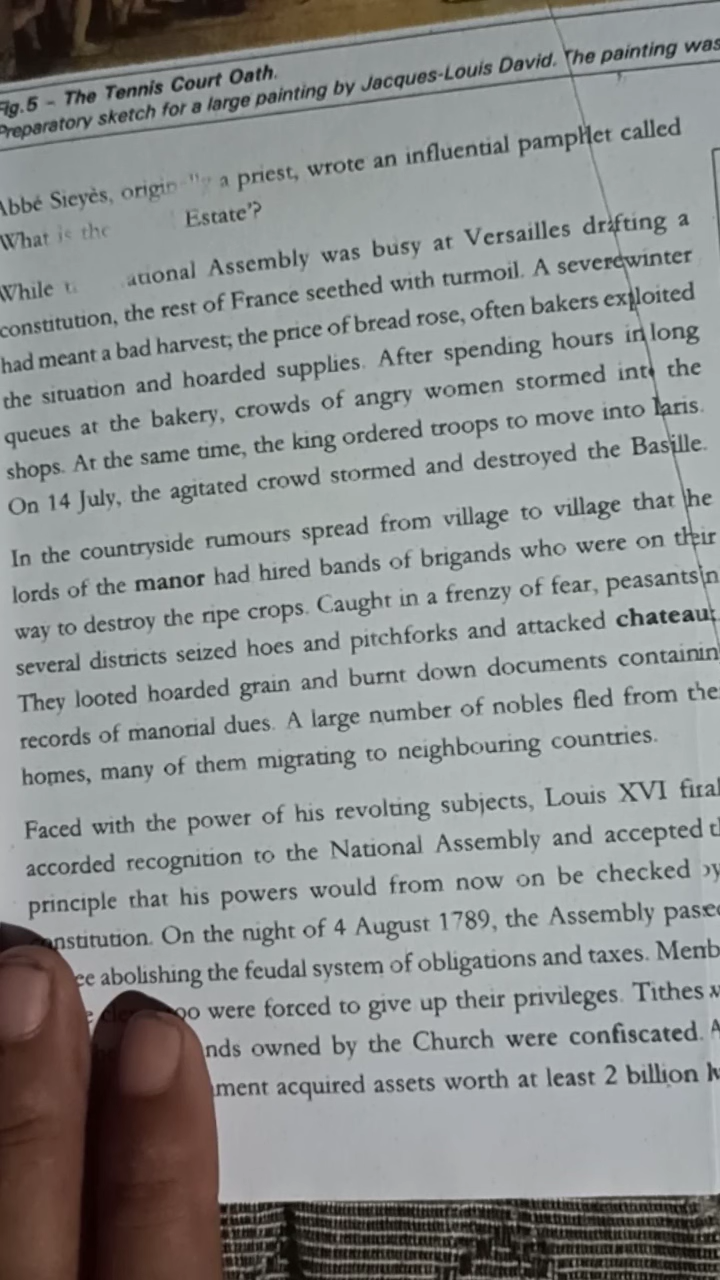 Fig.5 – The Tennis Court Oath.
Preparatory sketch for a large painting by Jacques-Louis David. The painting was
Abbé Sieyès, a priest, wrote an influential pamphlet called
What is the Estate'?
While ational Assembly was busy at Versailles drafting a
constitution, the rest of France seethed with turmoil. A severe winter
had meant a bad harvest; the price of bread rose, often bakers exploited
the situation and hoarded supplies. After spending hours in long
queues at the bakery, crowds of angry women stormed into the
shops. At the same time, the king ordered troops to move into Paris.
On 14 July, the agitated crowd stormed and destroyed the Bastille.
In the countryside rumours spread from village to village that the
lords of the manor had hired bands of brigands who were on their
way to destroy the ripe crops. Caught in a frenzy of fear, peasants in
several districts seized hoes and pitchforks and attacked
They looted hoarded grain and burnt down documents containin
records of manorial dues. A large number of nobles fled from the
homes, many of them migrating to neighbouring countries.
Faced with the power of his revolting subjects, Louis XVI final
accorded recognition to the National Assembly and accepted
principle that his powers would from now on be checked by
onstitution. On the night of 4 August 1789, the Assembly passed
ee abolishing the feudal system of obligations and taxes. Memb
oo were forced to give up their privileges. Tithes
nds owned by the Church were confiscated.
ment acquired assets worth at least 2 billion